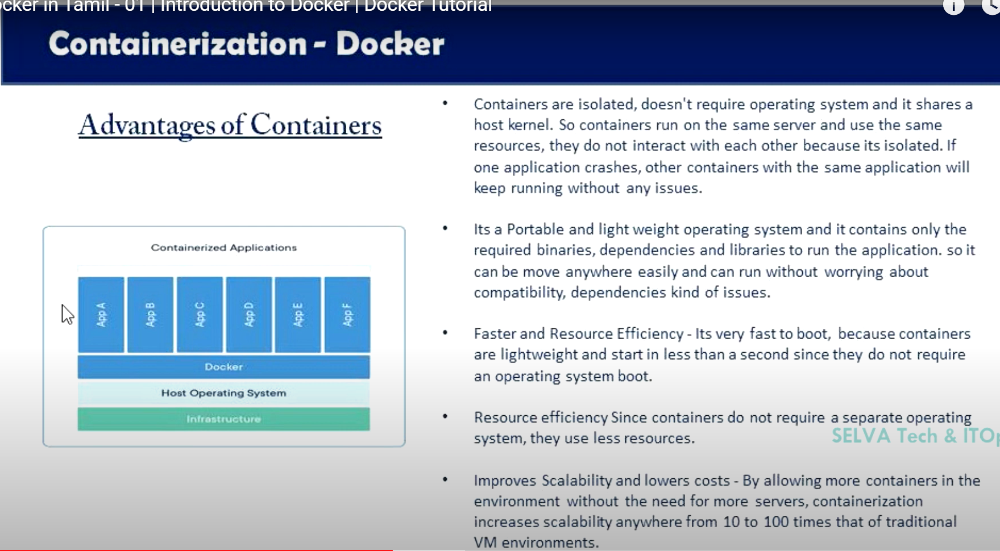 ocker in Tamil - 01 | Introduction to Docker | Docker Tutorial
Containerization - Docker
Advantages of Containers
Containerized Applications
App A
App B
App C
App D
App E
App F
Docker
Host Operating System
Infrastructure
• Containers are isolated, doesn't require operating system and it shares a
host kernel. So containers run on the same server and use the same
resources, they do not interact with each other because its isolated. If
one application crashes, other containers with the same application will
keep running without any issues.
• Its a Portable and light weight operating system and it contains only the
required binaries, dependencies and libraries to run the application. so it
can be move anywhere easily and can run without worrying about
compatibility, dependencies kind of issues.
• Faster and Resource Efficiency - Its very fast to boot, because containers
are lightweight and start in less than a second since they do not require
an operating system boot.
• Resource efficiency Since containers do not require a separate operating
system, they use less resources.
SELVA Tech & ITOp
• Improves Scalability and lowers costs - By allowing more containers in the
environment without the need for more servers, containerization
increases scalability anywhere from 10 to 100 times that of traditional
VM environments.